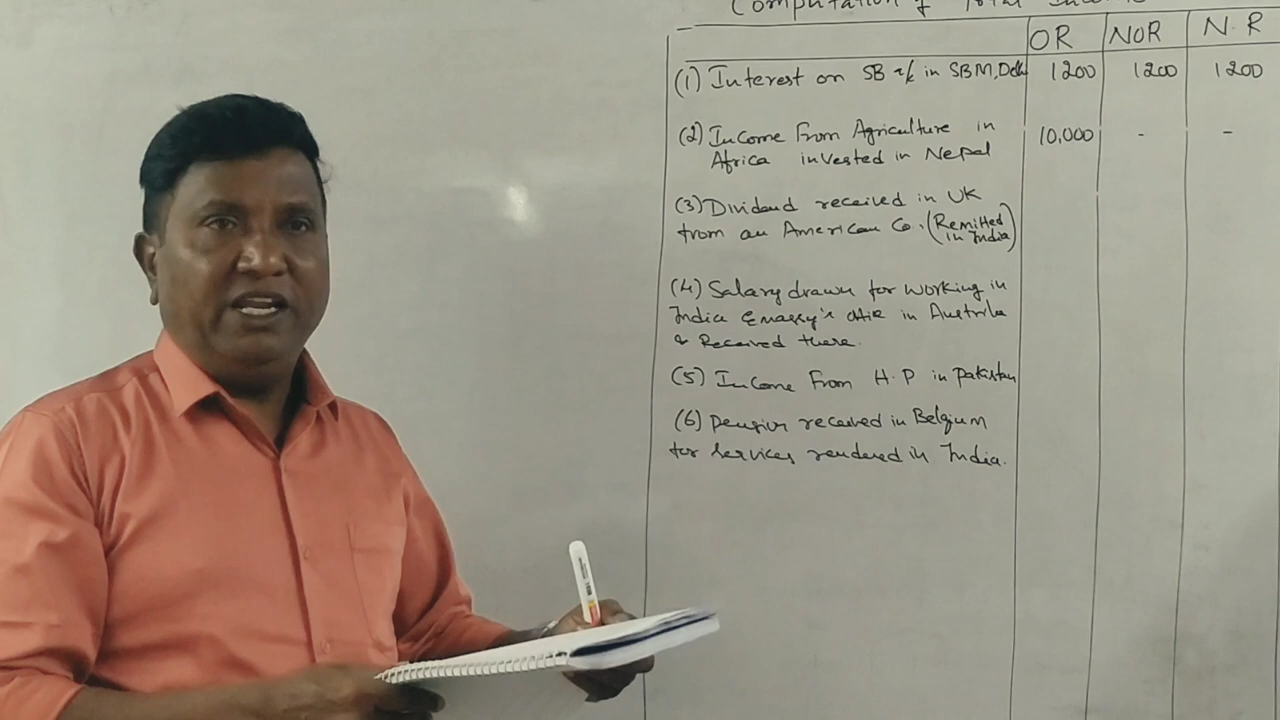 Computation of Total Income
OR NOR N.R
(1) Interest on SB a/c in SBM, Delhi 1200 1200 1200
(2) Income From Agriculture in 10,000 - -
Africa invested in Nepal
(3) Dividend received in UK
from an American Co. (Remitted
in India)
(4) Salary drawn for working in
India in Austrila
& Received there.
(5) Income From H.P in Pakistan
(6) Pension received in Belgium
for services rendered in India.